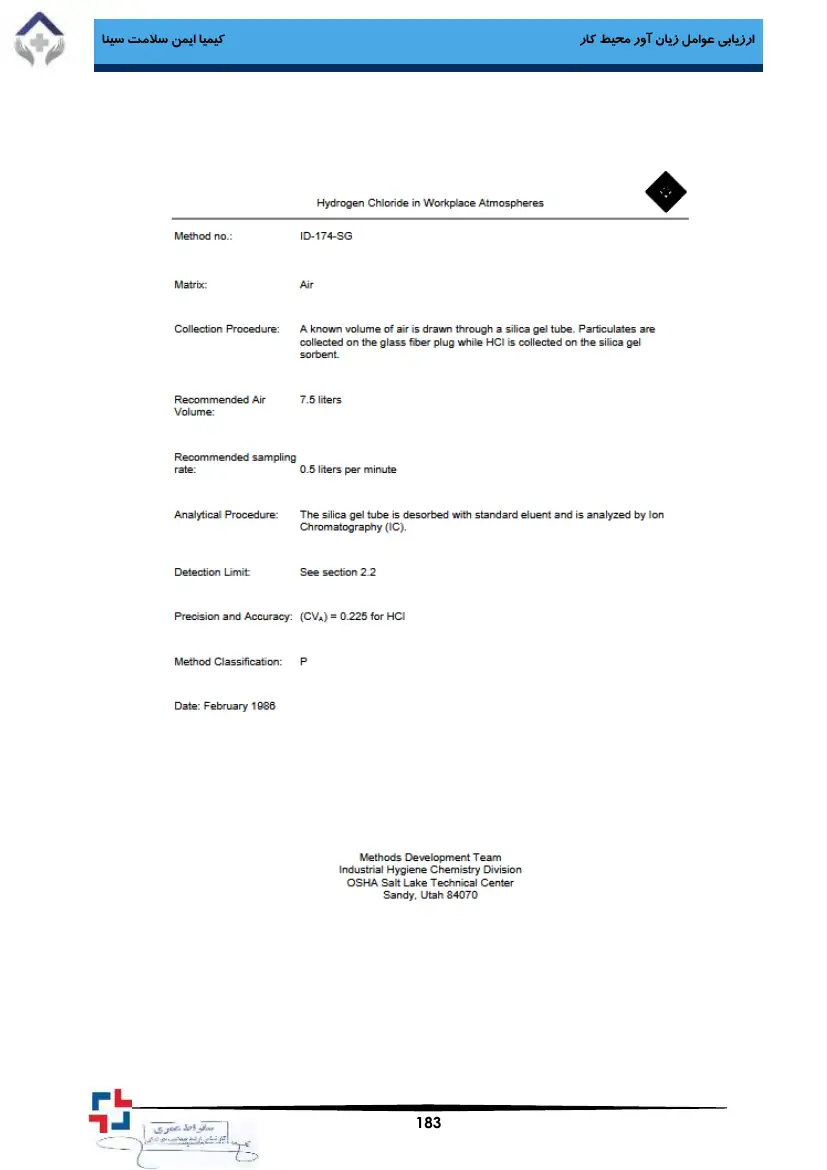 ارزیابی عوامل زیان آور محیط کار
کیمیا ایمن سلامت سینا
Hydrogen Chloride in Workplace Atmospheres
Method no.: ID-174-SG
Matrix: Air
Collection Procedure: A known volume of air is drawn through a silica gel tube. Particulates are
collected on the glass fiber plug while HCl is collected on the silica gel
sorbent.
Recommended Air 7.5 liters
Volume:
Recommended sampling
rate: 0.5 liters per minute
Analytical Procedure: The silica gel tube is desorbed with standard eluent and is analyzed by Ion
Chromatography (IC).
Detection Limit: See section 2.2
Precision and Accuracy: (CVA) = 0.225 for HCl
Method Classification: P
Date: February 1986
Methods Development Team
Industrial Hygiene Chemistry Division
OSHA Salt Lake Technical Center
Sandy, Utah 84070
183